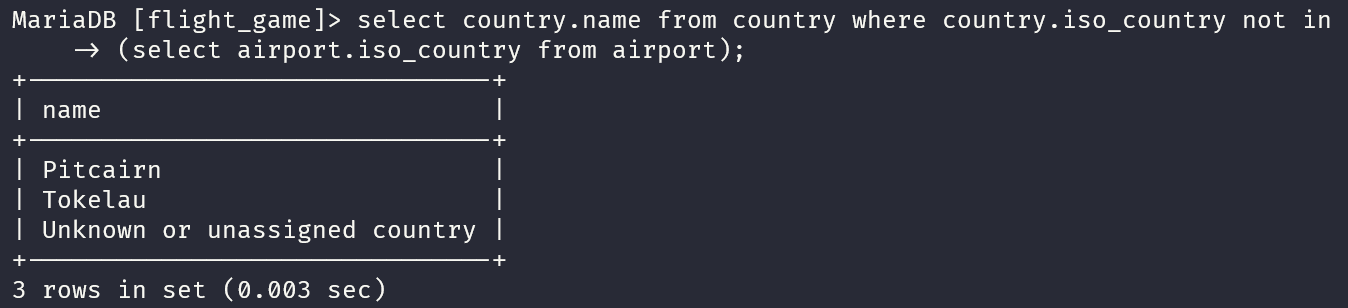 MariaDB [flight_game]> select country.name from country where country.iso_country not in
    -> (select airport.iso_country from airport);
+------------------------------+
| name                         |
+------------------------------+
| Pitcairn                     |
| Tokelau                      |
| Unknown or unassigned country |
+------------------------------+
3 rows in set (0.003 sec)